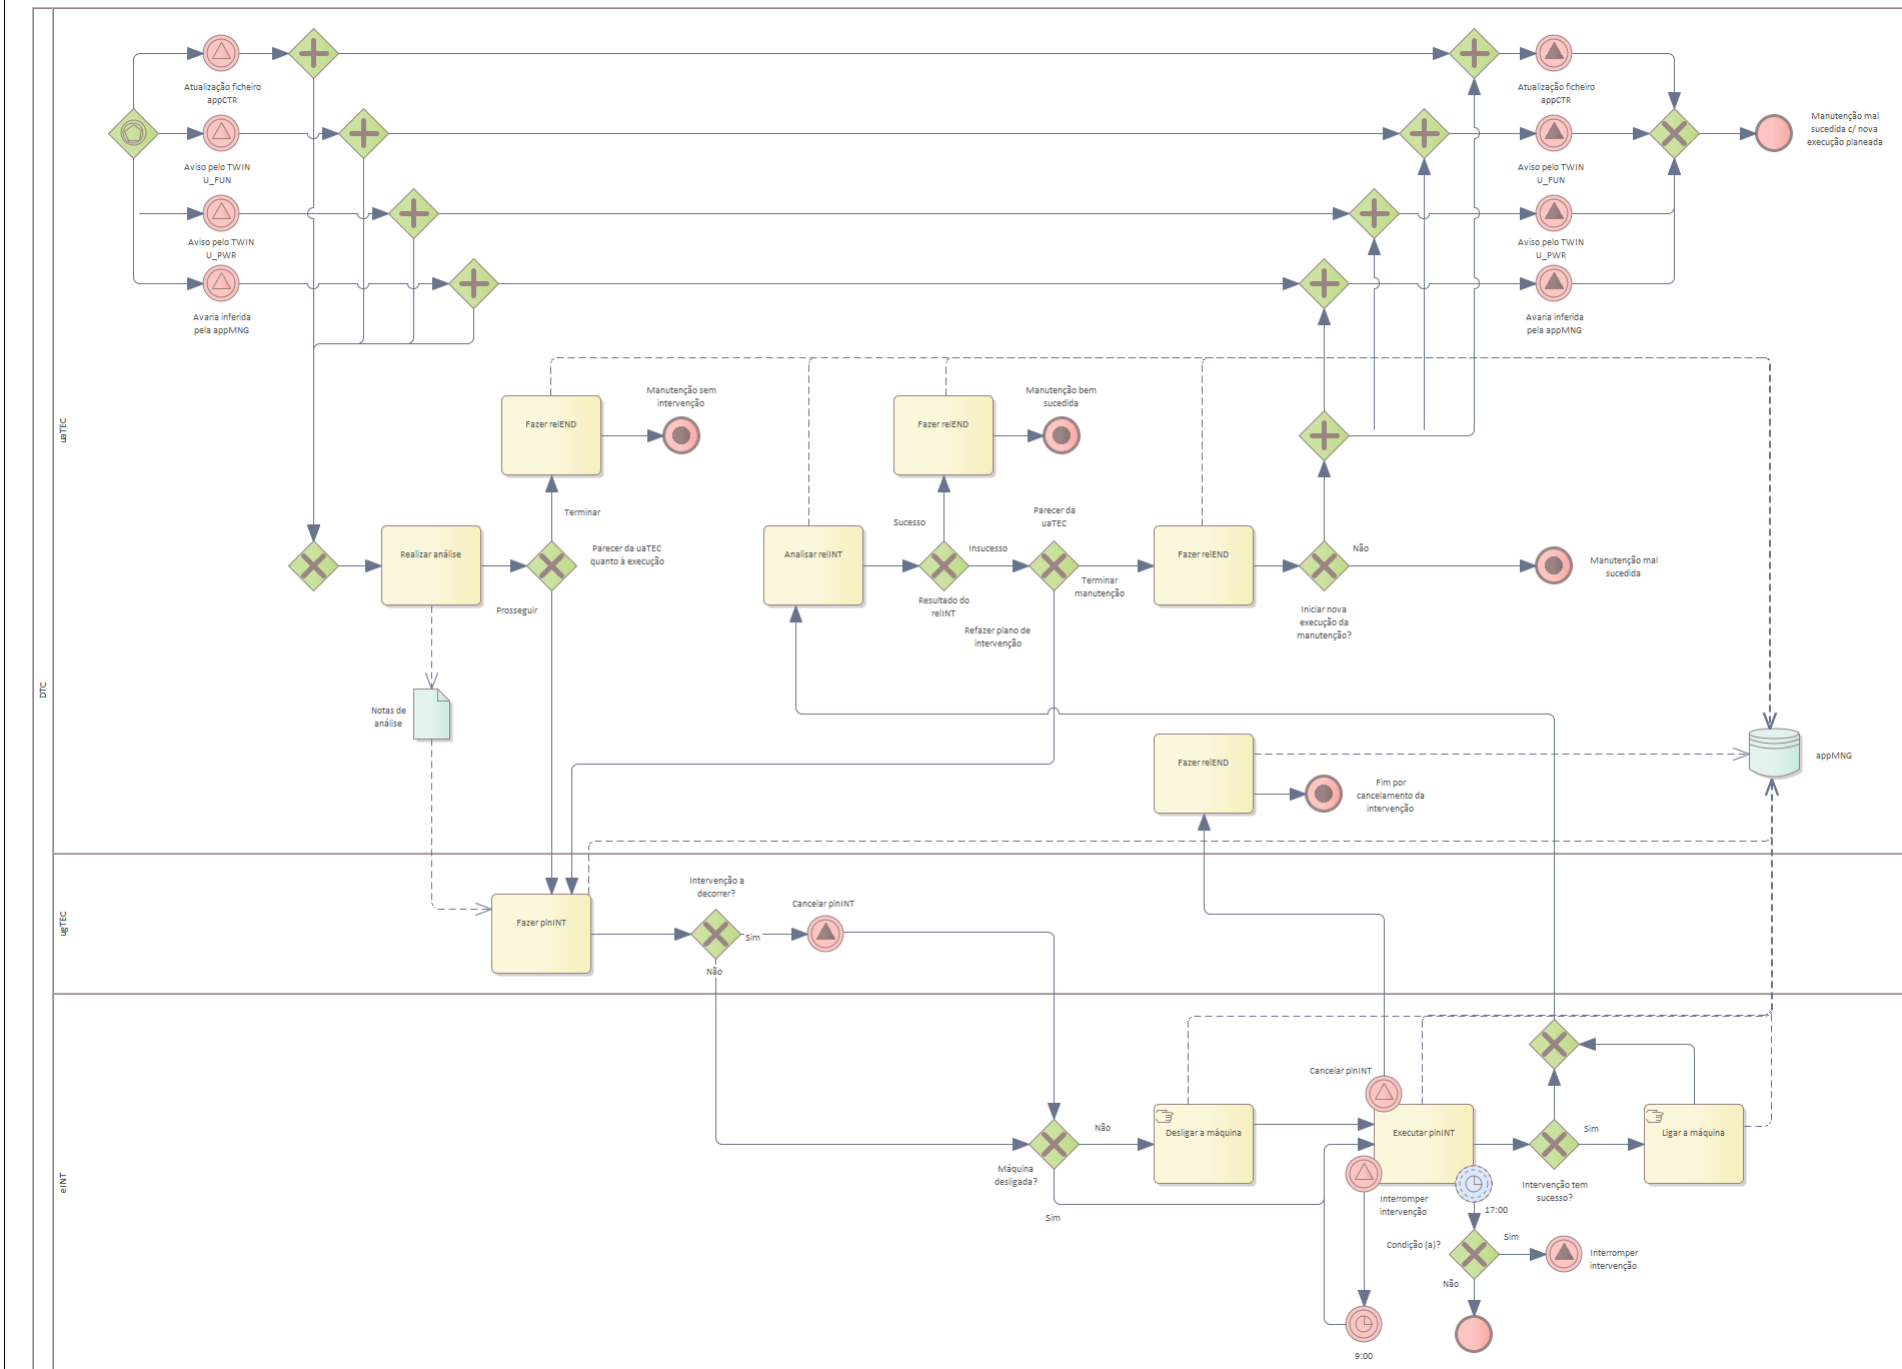 Atualização ficheiro
appCTR
Aviso pelo TWIN
U_FUN
Aviso pelo TWIN
U_PWR
Avaria inferida
pela appMNG
Atualização ficheiro
appCTR
Aviso pelo TWIN
U_FUN
Aviso pelo TWIN
U_PWR
Avaria inferida
pela appMNG
Manutenção mal
sucedida c/ nova
execução planeada
DTC
uaTEC
Fazer relEND
Manutenção sem
intervenção
Terminar
Realizar análise
Parecer da uaTEC
quanto à execução
Prosseguir
Notas de
análise
Fazer relEND
Manutenção bem
sucedida
Sucesso
Analisar relINT
Resultado do
relINT
Insucesso
Parecer da
uaTEC
Terminar
manutenção
Refazer plano de
intervenção
Fazer relEND
Não
Iniciar nova
execução da
manutenção?
Manutenção mal
sucedida
Fazer relEND
Fim por
cancelamento da
intervenção
appMNG
ugTEC
Fazer plnINT
Intervenção a
decorrer?
Sim
Não
Cancelar plnINT
eINT
Máquina
desligada?
Não
Sim
Desligar a máquina
Cancelar plnINT
Executar plnINT
Interromper
intervenção
17:00
Condição (a)?
Sim
Não
Interromper
intervenção
9:00
Intervenção tem
sucesso?
Sim
Ligar a máquina